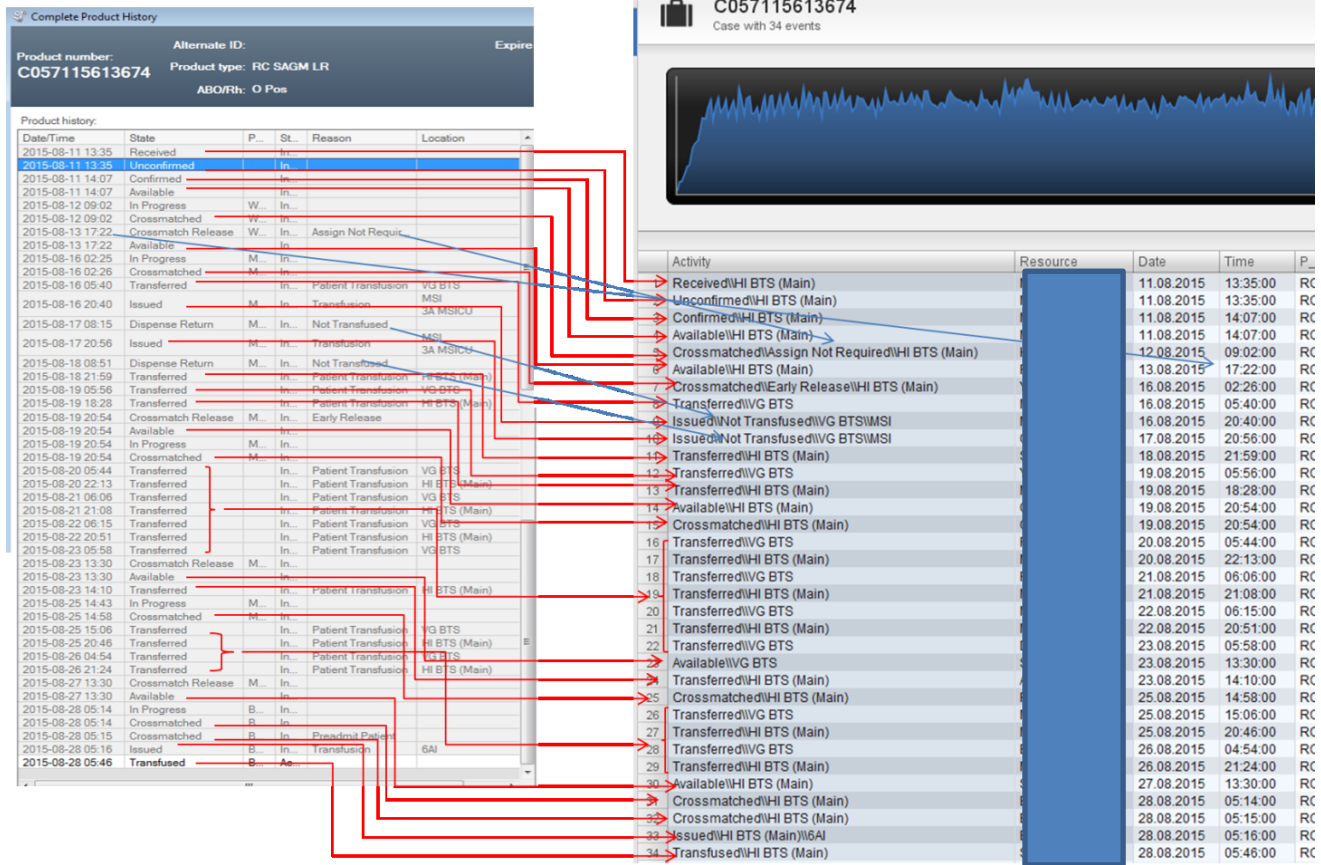 Complete Product History
Alternate ID:
Expire
Product number:
C057115613674
Product type: RC SAGM LR
ABO/Rh: O Pos
Product history:
Date/Time State P... St... Reason Location
2015-08-11 13:35 Received In...
2015-08-11 13:35 Unconfirmed In...
2015-08-11 14:07 Confirmed In...
2015-08-11 14:07 Available In...
2015-08-12 09:02 In Progress W... In...
2015-08-12 09:02 Crossmatched W... In...
2015-08-13 17:22 Crossmatch Release W... In... Assign Not Requir...
2015-08-13 17:22 Available In
2015-08-16 02:25 In Progress M... In...
2015-08-16 02:26 Crossmatched M... In...
2015-08-16 05:40 Transferred In... Patient Transfusion VG BTS
2015-08-16 20:40 Issued M... In... Transfusion MSI
3A MSICU
2015-08-17 08:15 Dispense Return M... In... Not Transfused
2015-08-17 20:56 Issued M... In... Transfusion MSI
3A MSICU
2015-08-18 08:51 Dispense Return M... In... Not Transfused
2015-08-18 21:59 Transferred In... Patient Transfusion HI BTS (Main)
2015-08-19 05:56 Transferred In... Patient Transfusion VG BTS
2015-08-19 18:28 Transferred In... Patient Transfusion HI BTS (Main)
2015-08-19 20:54 Crossmatch Release M... In... Early Release
2015-08-19 20:54 Available In...
2015-08-19 20:54 In Progress M... In...
2015-08-19 20:54 Crossmatched M... In...
2015-08-20 05:44 Transferred In... Patient Transfusion VG BTS
2015-08-20 22:13 Transferred In... Patient Transfusion HI BTS (Main)
2015-08-21 06:06 Transferred In... Patient Transfusion VG BTS
2015-08-21 21:08 Transferred In... Patient Transfusion HI BTS (Main)
2015-08-22 06:15 Transferred In... Patient Transfusion VG BTS
2015-08-22 20:51 Transferred In... Patient Transfusion HI BTS (Main)
2015-08-23 05:58 Transferred In... Patient Transfusion VG BTS
2015-08-23 13:30 Crossmatch Release M... In...
2015-08-23 13:30 Available In...
2015-08-23 14:10 Transferred In... Patient Transfusion HI BTS (Main)
2015-08-25 14:43 In Progress M... In...
2015-08-25 14:58 Crossmatched M... In...
2015-08-25 15:06 Transferred In... Patient Transfusion VG BTS
2015-08-25 20:46 Transferred In... Patient Transfusion HI BTS (Main)
2015-08-26 04:54 Transferred In... Patient Transfusion VG BTS
2015-08-26 21:24 Transferred In... Patient Transfusion HI BTS (Main)
2015-08-27 13:30 Crossmatch Release M... In...
2015-08-27 13:30 Available In...
2015-08-28 05:14 In Progress B... In...
2015-08-28 05:14 Crossmatched B... In...
2015-08-28 05:15 Crossmatched B... In... Preadmit Patient
2015-08-28 05:16 Issued B... In... Transfusion 6AI
2015-08-28 05:46 Transfused B... Ac...
C057115613674
Case with 34 events
Activity Resource Date Time P_
1 Received\\HI BTS (Main) 11.08.2015 13:35:00 RC
2 Unconfirmed\\HI BTS (Main) 11.08.2015 13:35:00 RC
3 Confirmed\\HI BTS (Main) 11.08.2015 14:07:00 RC
4 Available\\HI BTS (Main) 11.08.2015 14:07:00 RC
5 Crossmatched\\Assign Not Required\\HI BTS (Main) 12.08.2015 09:02:00 RC
6 Available\\HI BTS (Main) 13.08.2015 17:22:00 RC
7 Crossmatched\\Early Release\\HI BTS (Main) 16.08.2015 02:26:00 RC
8 Transferred\\VG BTS 16.08.2015 05:40:00 RC
9 Issued\\Not Transfused\\VG BTS\\MSI 16.08.2015 20:40:00 RC
10 Issued\\Not Transfused\\VG BTS\\MSI 17.08.2015 20:56:00 RC
11 Transferred\\HI BTS (Main) 18.08.2015 21:59:00 RC
12 Transferred\\VG BTS 19.08.2015 05:56:00 RC
13 Transferred\\HI BTS (Main) 19.08.2015 18:28:00 RC
14 Available\\HI BTS (Main) 19.08.2015 20:54:00 RC
15 Crossmatched\\HI BTS (Main) 19.08.2015 20:54:00 RC
16 Transferred\\VG BTS 20.08.2015 05:44:00 RC
17 Transferred\\HI BTS (Main) 20.08.2015 22:13:00 RC
18 Transferred\\VG BTS 21.08.2015 06:06:00 RC
19 Transferred\\HI BTS (Main) 21.08.2015 21:08:00 RC
20 Transferred\\VG BTS 22.08.2015 06:15:00 RC
21 Transferred\\HI BTS (Main) 22.08.2015 20:51:00 RC
22 Transferred\\VG BTS 23.08.2015 05:58:00 RC
23 Available\\VG BTS 23.08.2015 13:30:00 RC
24 Transferred\\HI BTS (Main) 23.08.2015 14:10:00 RC
25 Crossmatched\\HI BTS (Main) 25.08.2015 14:58:00 RC
26 Transferred\\VG BTS 25.08.2015 15:06:00 RC
27 Transferred\\HI BTS (Main) 25.08.2015 20:46:00 RC
28 Transferred\\VG BTS 26.08.2015 04:54:00 RC
29 Transferred\\HI BTS (Main) 26.08.2015 21:24:00 RC
30 Available\\HI BTS (Main) 27.08.2015 13:30:00 RC
31 Crossmatched\\HI BTS (Main) 28.08.2015 05:14:00 RC
32 Crossmatched\\HI BTS (Main) 28.08.2015 05:15:00 RC
33 Issued\\HI BTS (Main)\\6AI 28.08.2015 05:16:00 RC
34 Transfused\\HI BTS (Main) 28.08.2015 05:46:00 RC